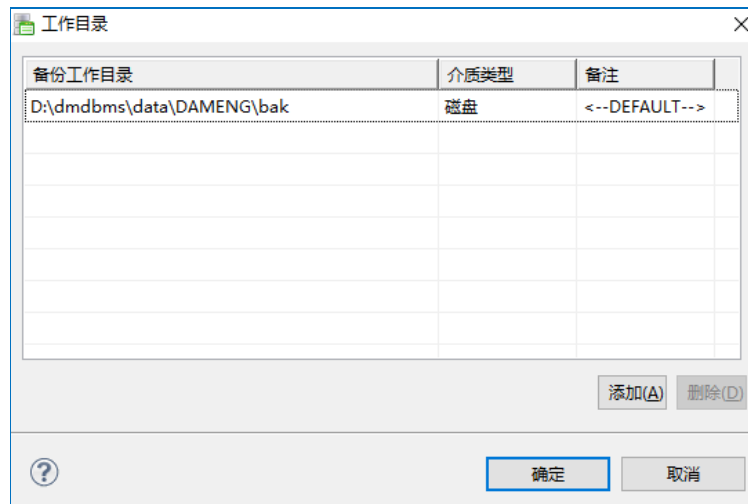 工作目录
备份工作目录 介质类型 备注
D:\dmdbms\data\DAMENG\bak 磁盘 <--DEFAULT-->
添加(A) 删除(D)
确定 取消